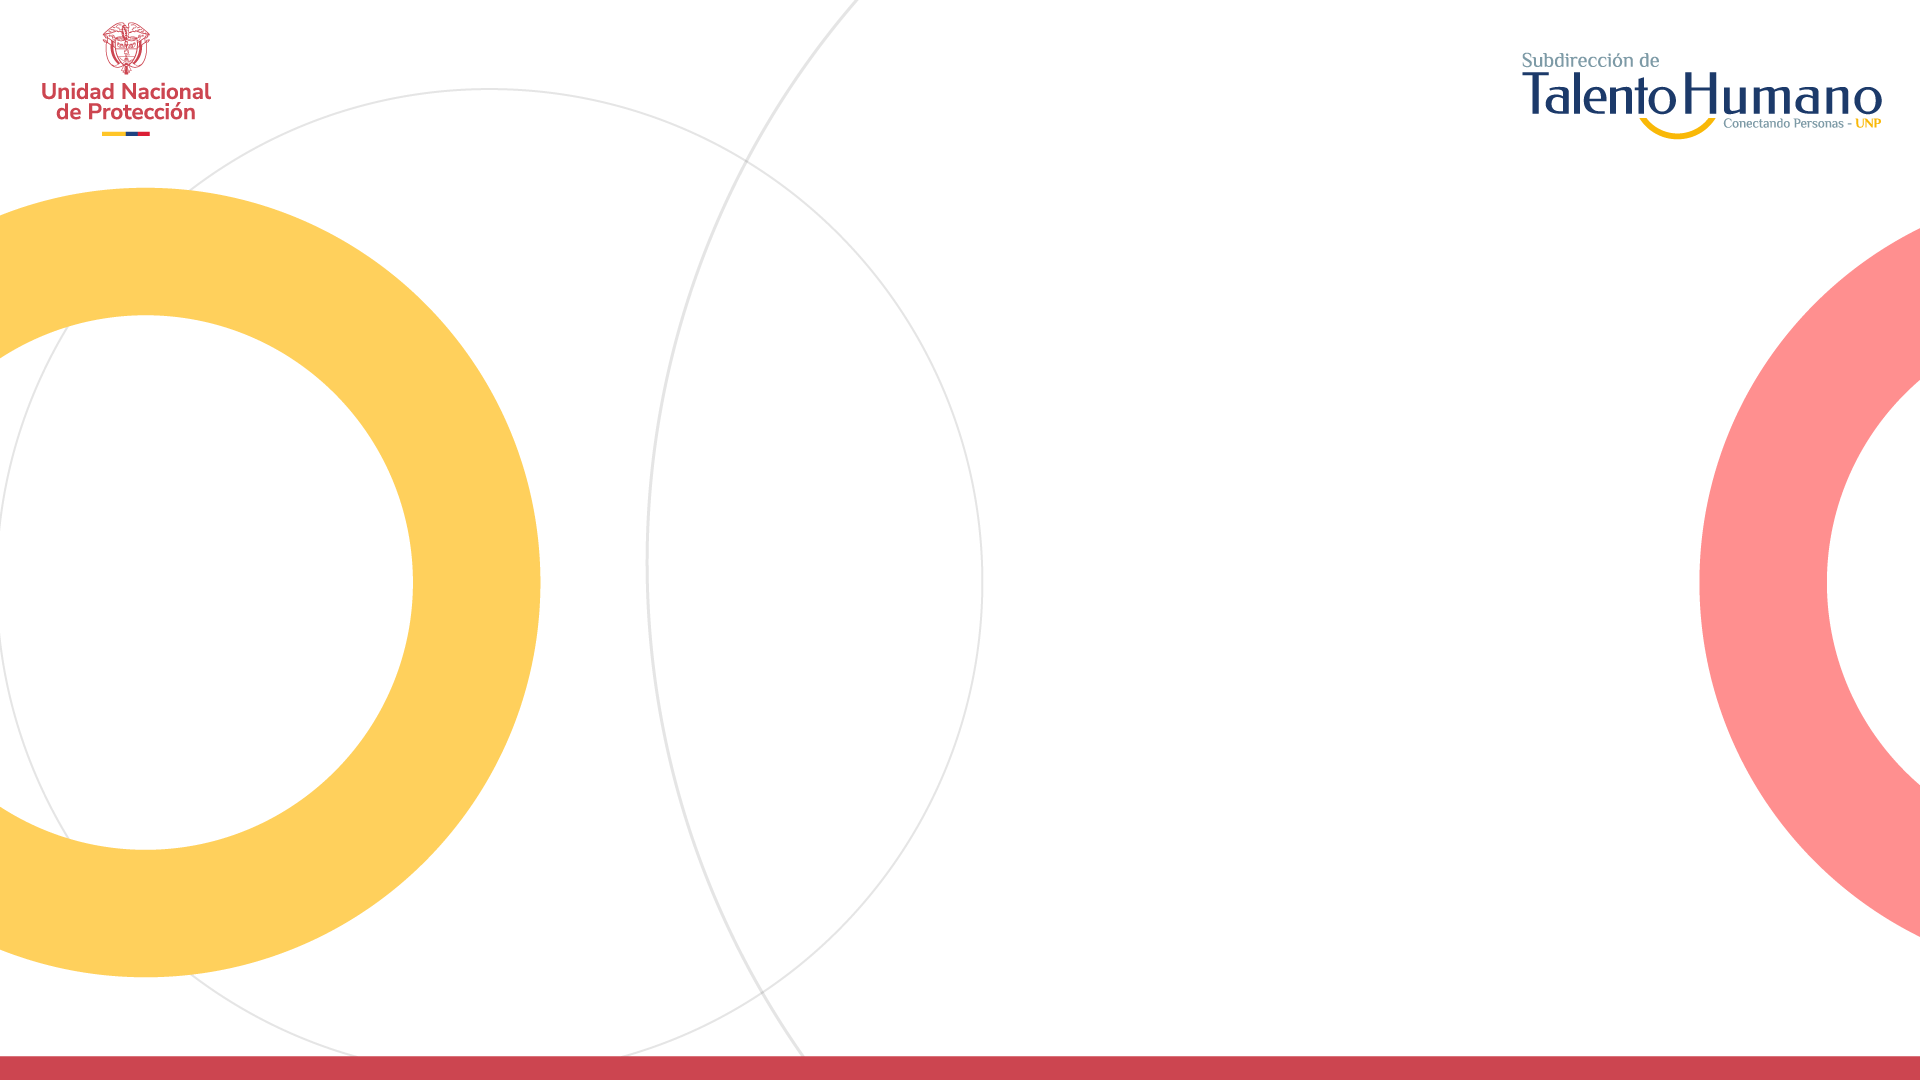 Unidad Nacional
de Protección
Subdirección de
Talento Humano
Conectando Personas - UNP